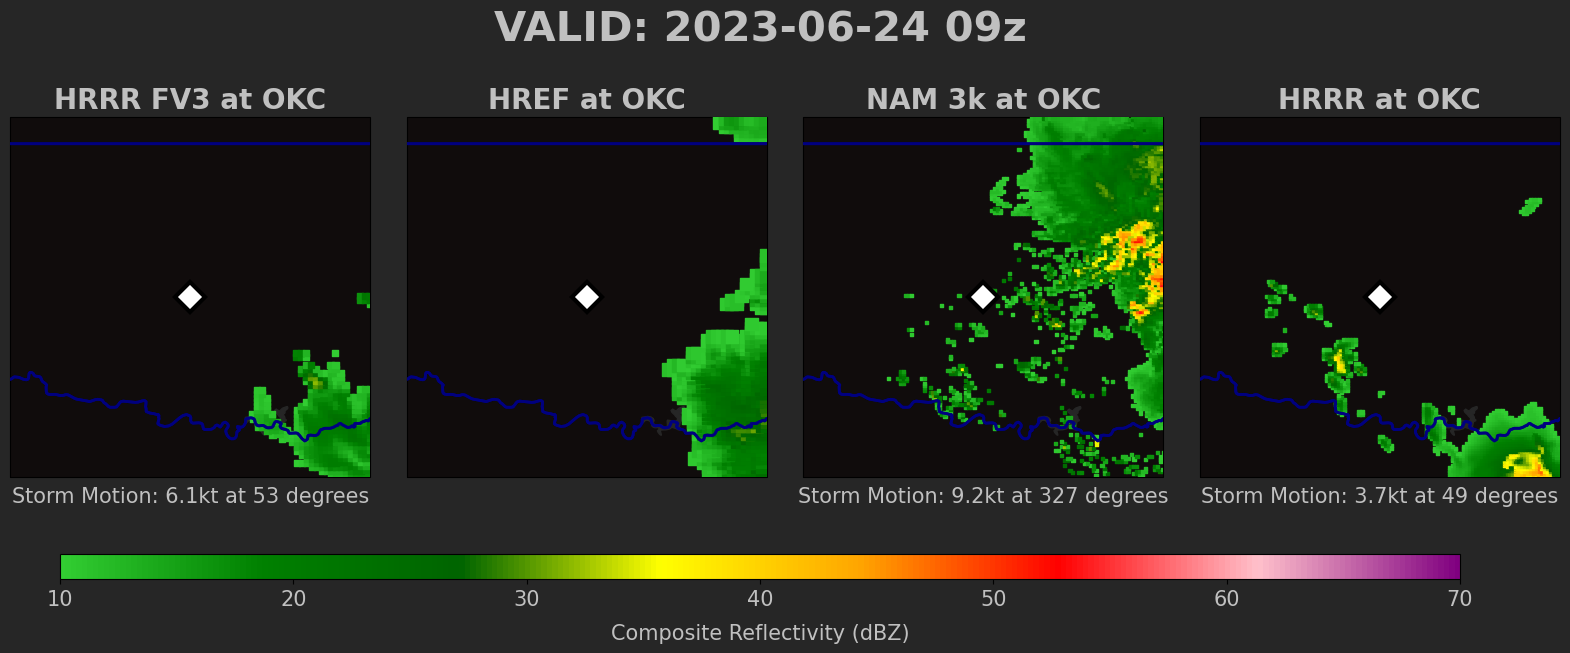 VALID: 2023-06-24 09z
HRRR FV3 at OKC
HREF at OKC
NAM 3k at OKC
HRRR at OKC
Storm Motion: 6.1kt at 53 degrees
Storm Motion: 9.2kt at 327 degrees
Storm Motion: 3.7kt at 49 degrees
10 20 30 40 50 60 70
Composite Reflectivity (dBZ)